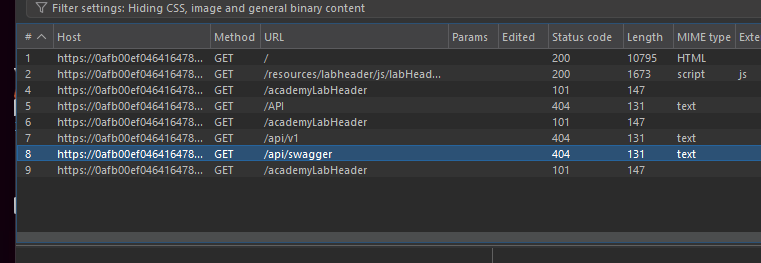 Filter settings: Hiding CSS, image and general binary content
# Host Method URL Params Edited Status code Length MIME type Exte
1 https://0afb00ef046416478... GET / 200 10795 HTML
2 https://0afb00ef046416478... GET /resources/labheader/js/labHead... 200 1673 script js
4 https://0afb00ef046416478... GET /academyLabHeader 101 147
5 https://0afb00ef046416478... GET /API 404 131 text
6 https://0afb00ef046416478... GET /academyLabHeader 101 147
7 https://0afb00ef046416478... GET /api/v1 404 131 text
8 https://0afb00ef046416478... GET /api/swagger 404 131 text
9 https://0afb00ef046416478... GET /academyLabHeader 101 147